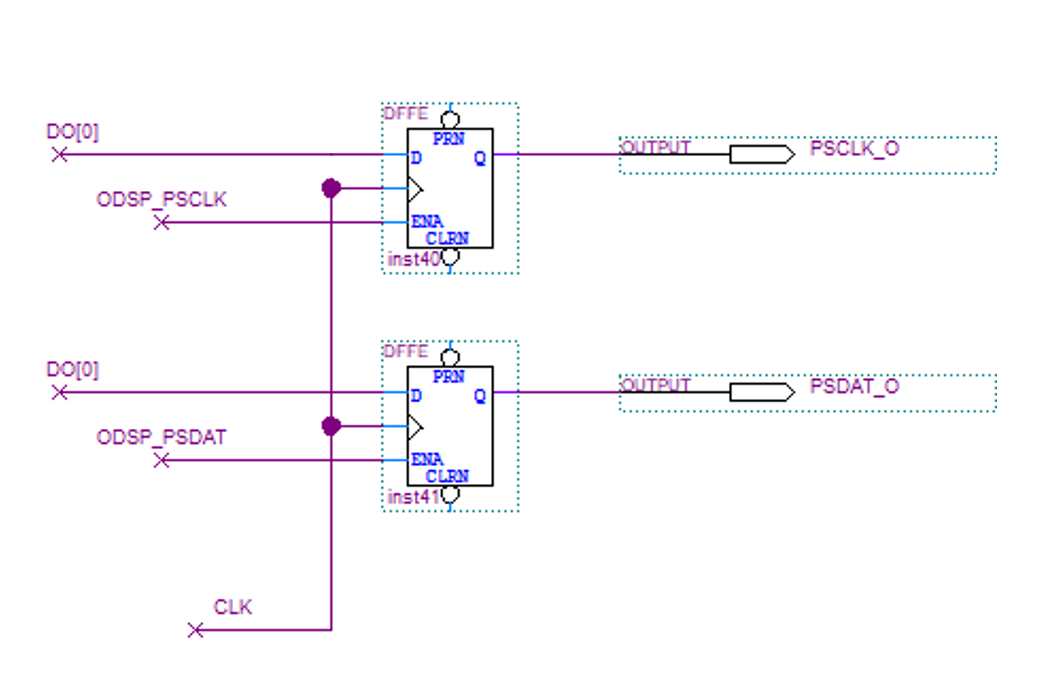 DFFE
DO[0]
PRN
D
Q
OUTPUT
PSCLK_O
ODSP_PSCLK
ENA
CLRN
inst40
DFFE
DO[0]
PRN
D
Q
OUTPUT
PSDAT_O
ODSP_PSDAT
ENA
CLRN
inst41
CLK